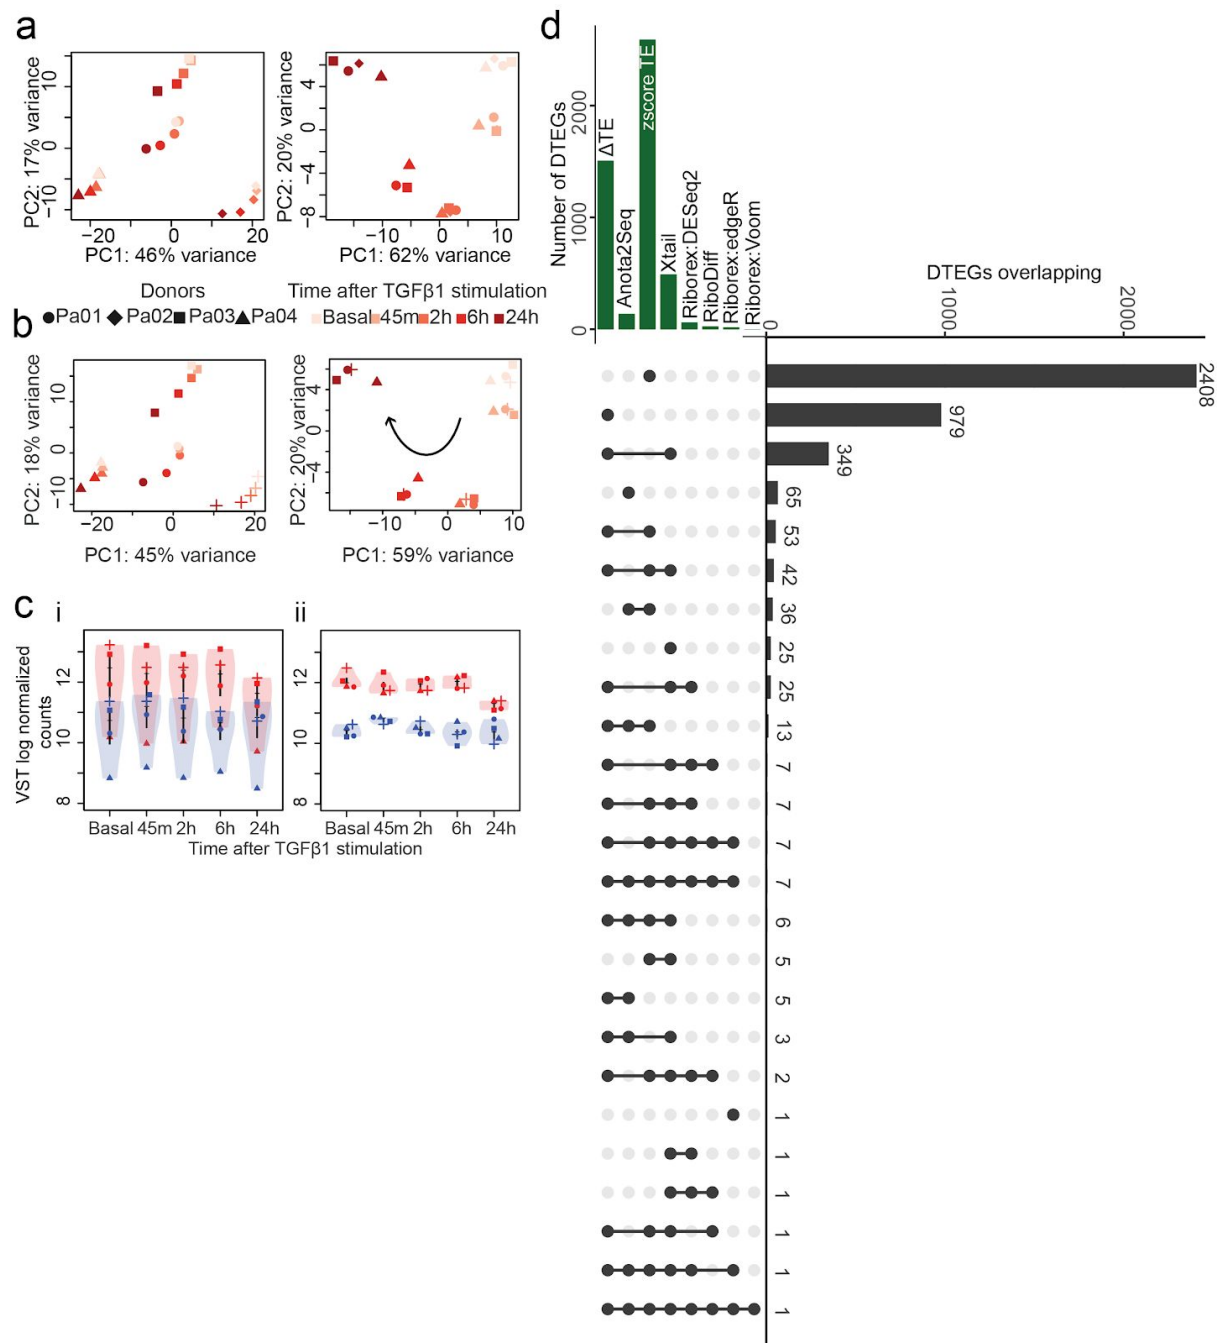 a
PC2: 17% variance
10
0
−10
−20
0
20
PC1: 46% variance
PC2: 20% variance
4
0
−4
−8
−10
0
10
PC1: 62% variance
Donors
Pa01 Pa02 Pa03 Pa04
Time after TGFβ1 stimulation
Basal 45m 2h 6h 24h
b
PC2: 18% variance
10
0
−10
−20
0
20
PC1: 45% variance
PC2: 20% variance
4
0
−4
−10
0
10
PC1: 59% variance
c
i
ii
VST log normalized
counts
12
10
8
Basal 45m 2h 6h 24h
12
10
8
Basal 45m 2h 6h 24h
Time after TGFβ1 stimulation
d
Number of DTEGs
2000
1000
0
ΔTE
Anota2Seq
zscore TE
Xtail
Riborex:DESeq2
RiboDiff
Riborex:edgeR
Riborex:Voom
DTEGs overlapping
0
1000
2000
2408
979
349
65
53
42
36
25
25
13
7
7
7
7
6
5
5
3
2
1
1
1
1
1
1